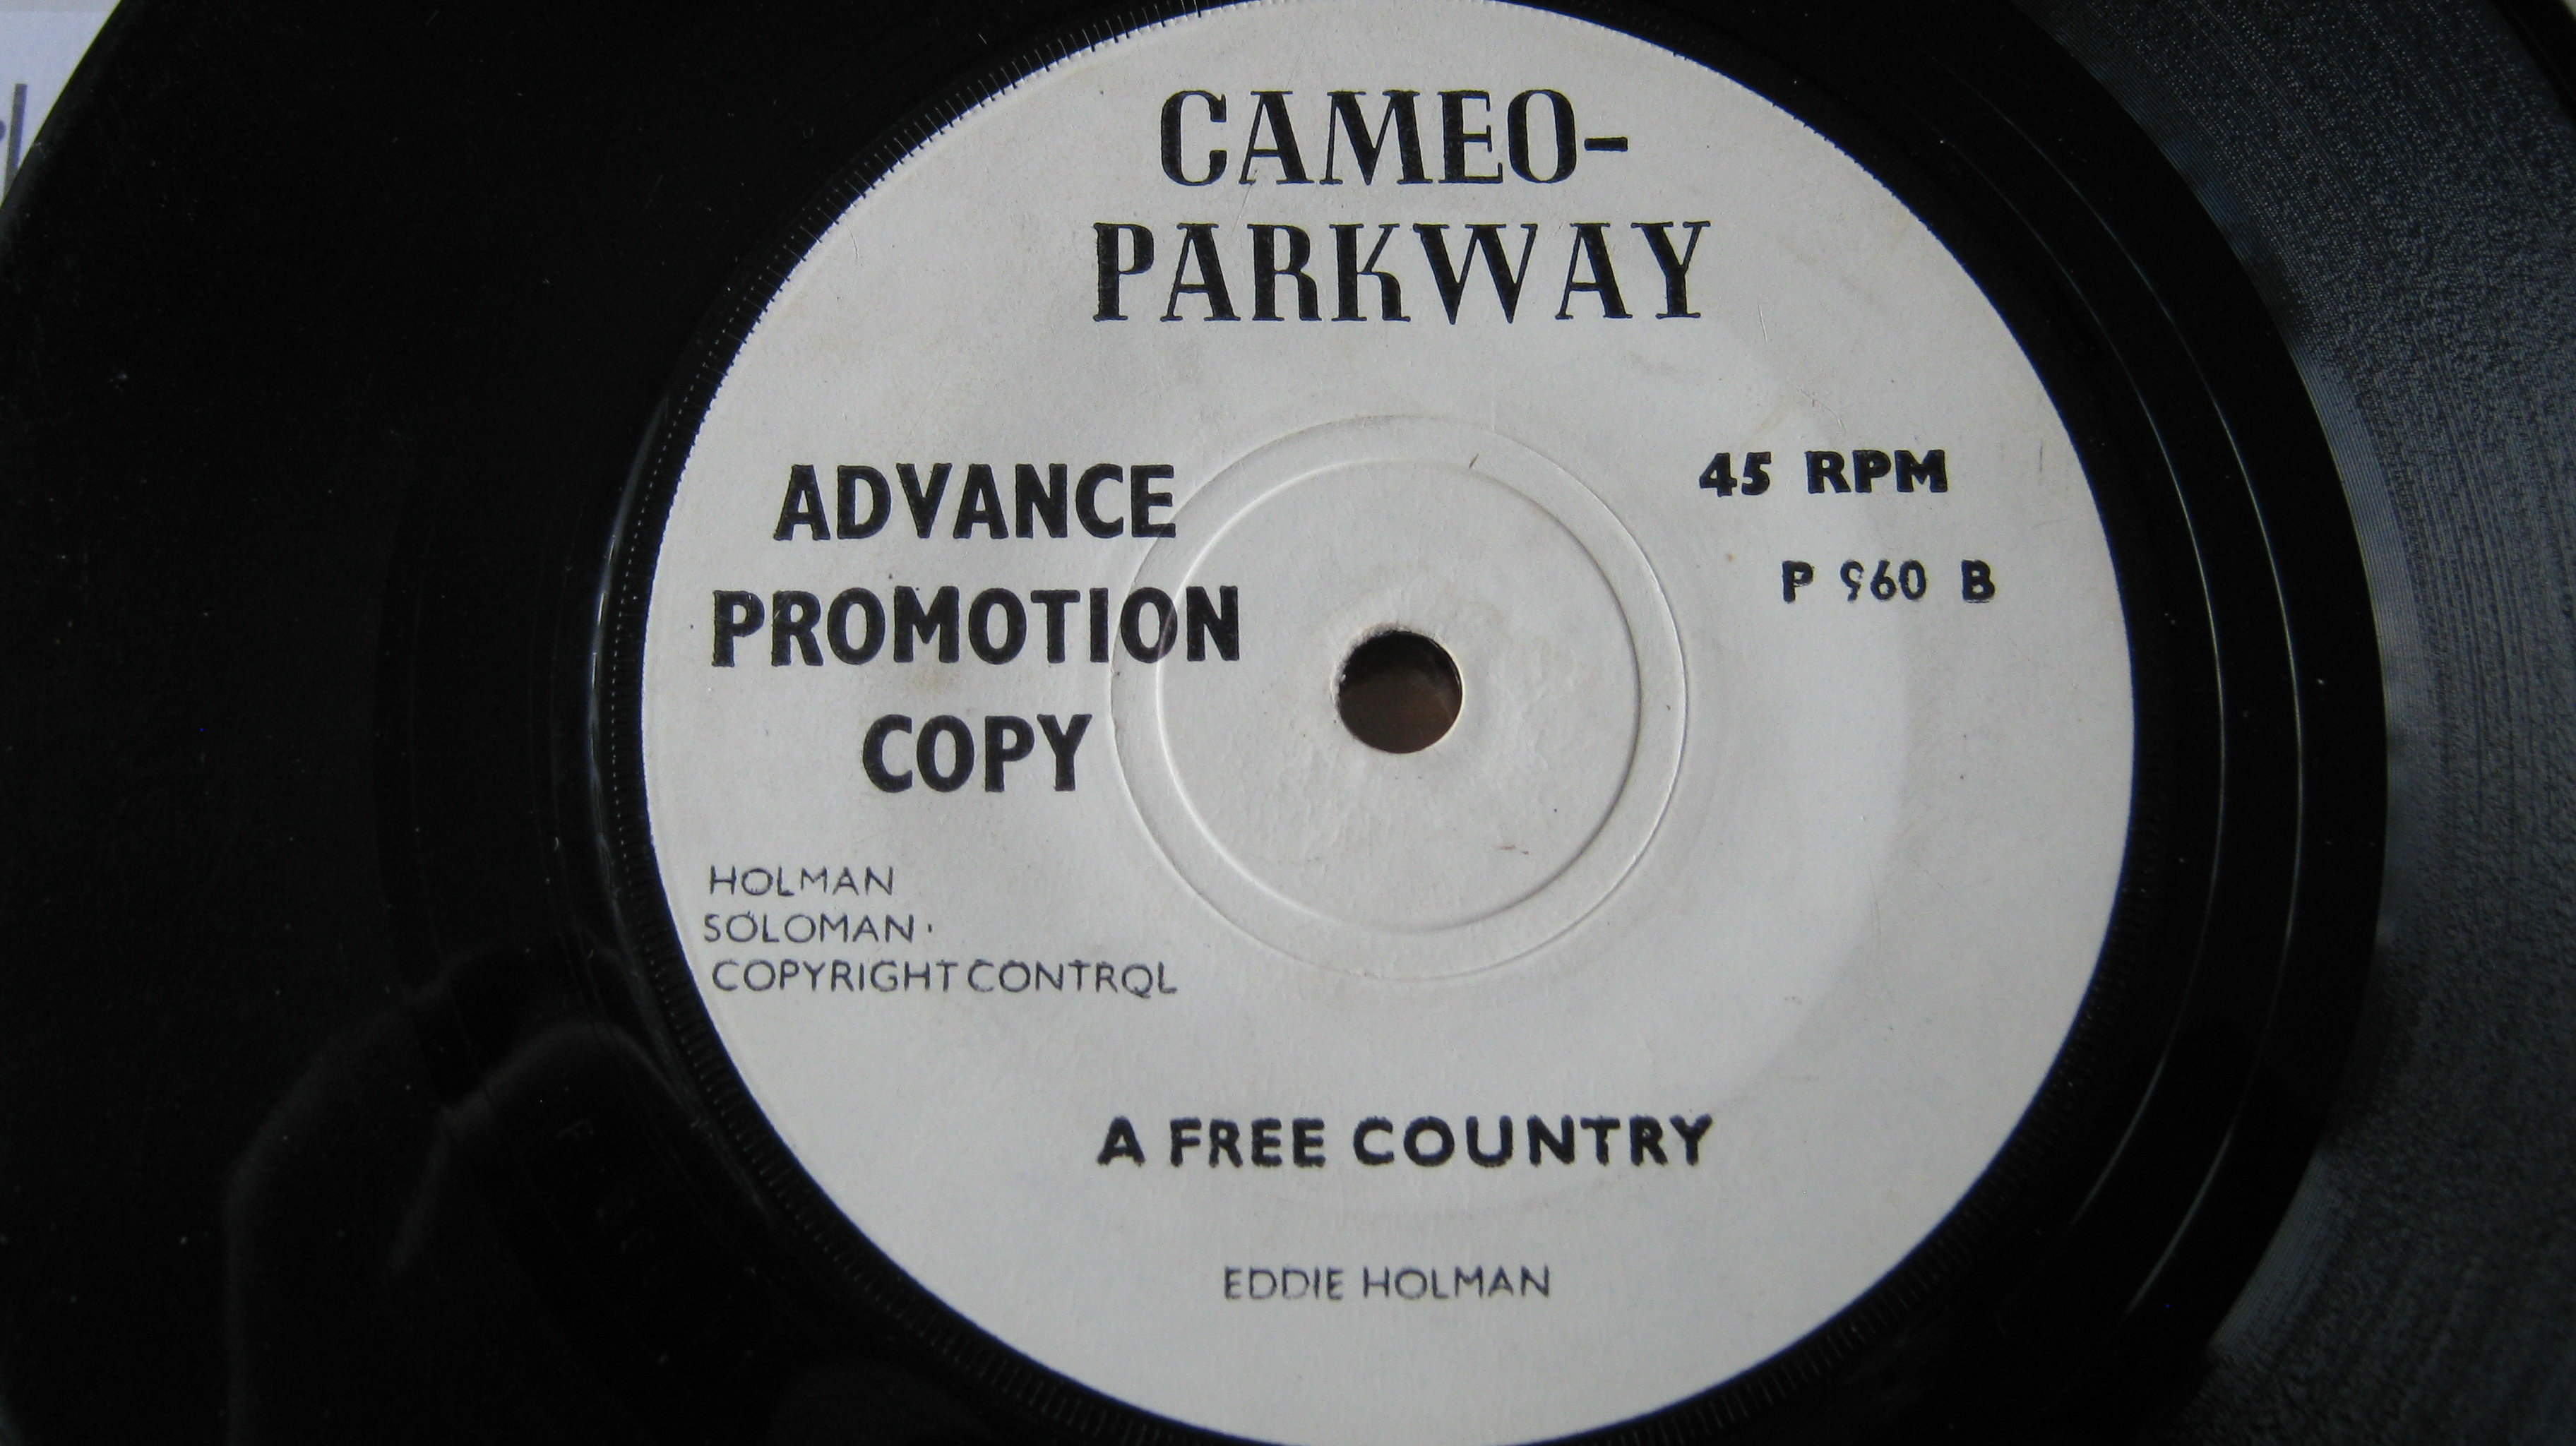 CAMEO-
PARKWAY
ADVANCE
PROMOTION
COPY
45 RPM
P 960 B
HOLMAN
SOLOMAN.
COPYRIGHT CONTROL
A FREE COUNTRY
EDDIE HOLMAN